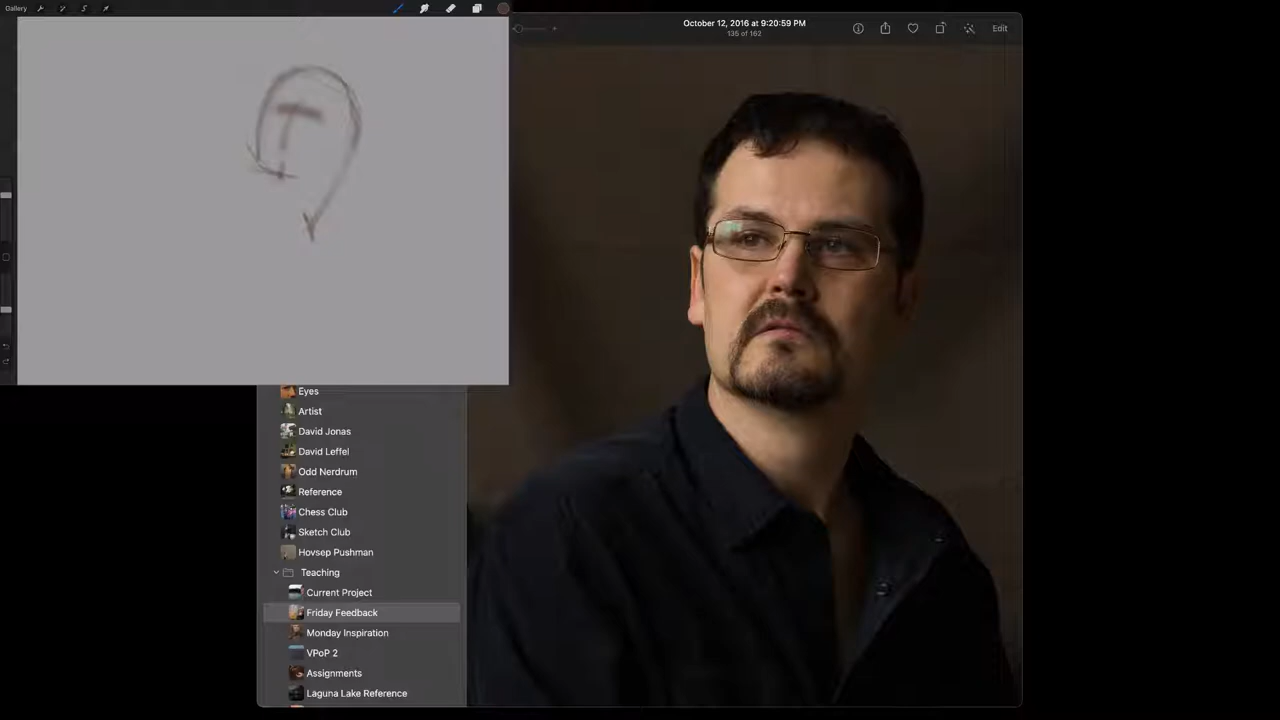 Gallery
October 12, 2016 at 9:20:59 PM
135 of 162
Edit
Eyes
Artist
David Jonas
David Leffel
Odd Nerdrum
Reference
Chess Club
Sketch Club
Hovsep Pushman
Teaching
Current Project
Friday Feedback
Monday Inspiration
VPoP 2
Assignments
Laguna Lake Reference